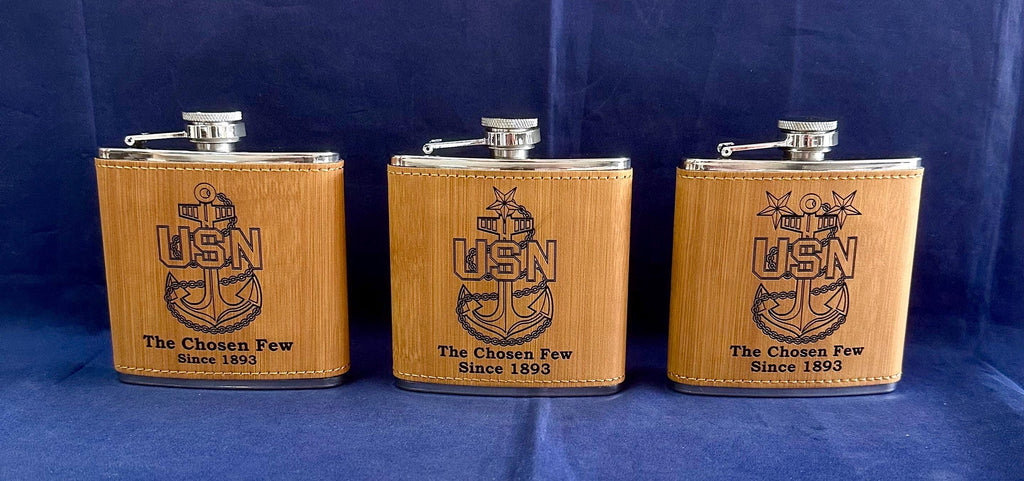 USN
The Chosen Few
Since 1893
USN
The Chosen Few
Since 1893
USN
The Chosen Few
Since 1893